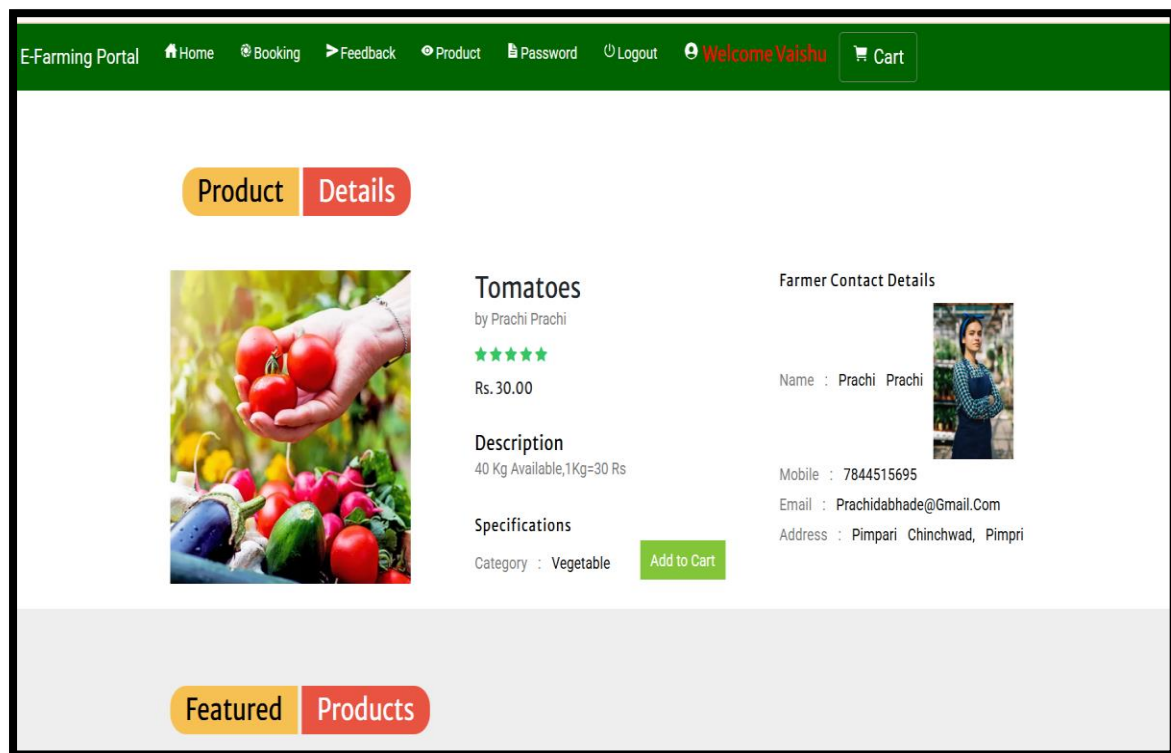 E-Farming Portal Home Booking Feedback Product Password Logout Welcome Vaishu Cart
Product Details
Tomatoes
by Prachi Prachi
Rs. 30.00
Description
40 Kg Available,1Kg=30 Rs
Specifications
Category : Vegetable
Add to Cart
Farmer Contact Details
Name : Prachi Prachi
Mobile : 7844515695
Email : Prachidabhade@Gmail.Com
Address : Pimpari Chinchwad, Pimpri
Featured Products